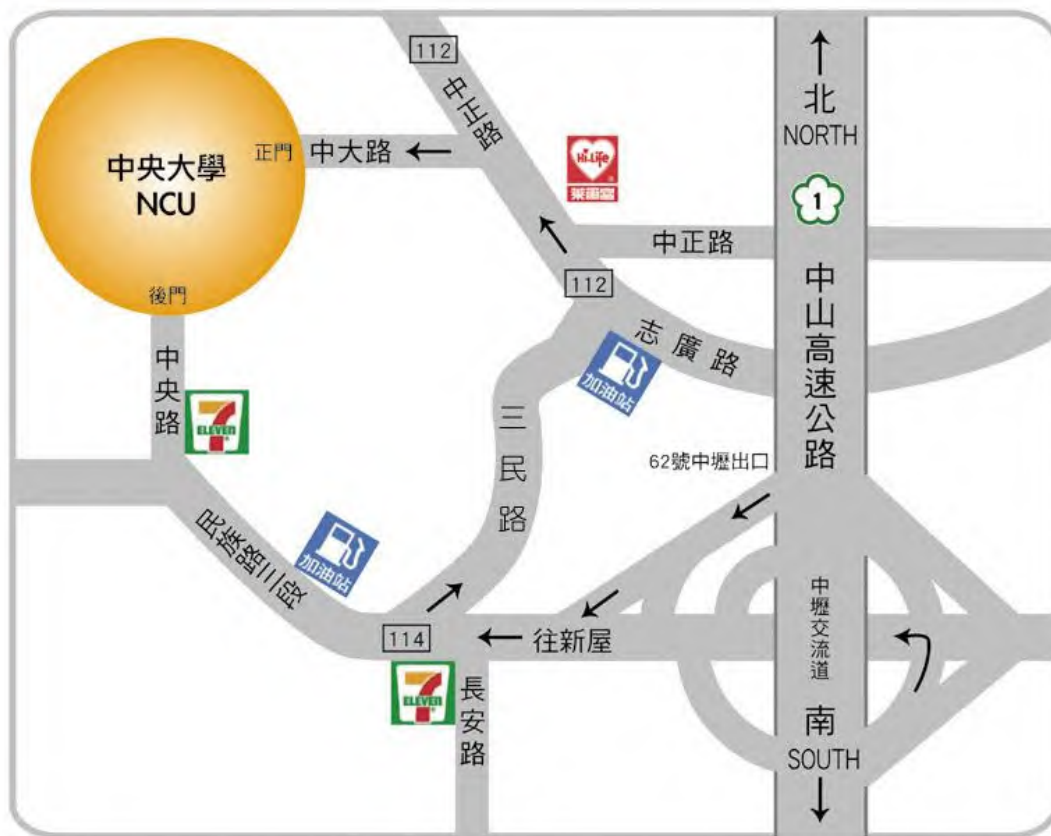 112
中正路
北
NORTH
正門
中大路
Hi-Life
萊爾富
中央大學
NCU
1
中正路
中山高速公路
後門
112
志廣路
加油站
中央路
7
ELEVEN
三民路
62號中壢出口
民族路三段
加油站
中壢交流道
114
往新屋
7
ELEVEN
長安路
南
SOUTH